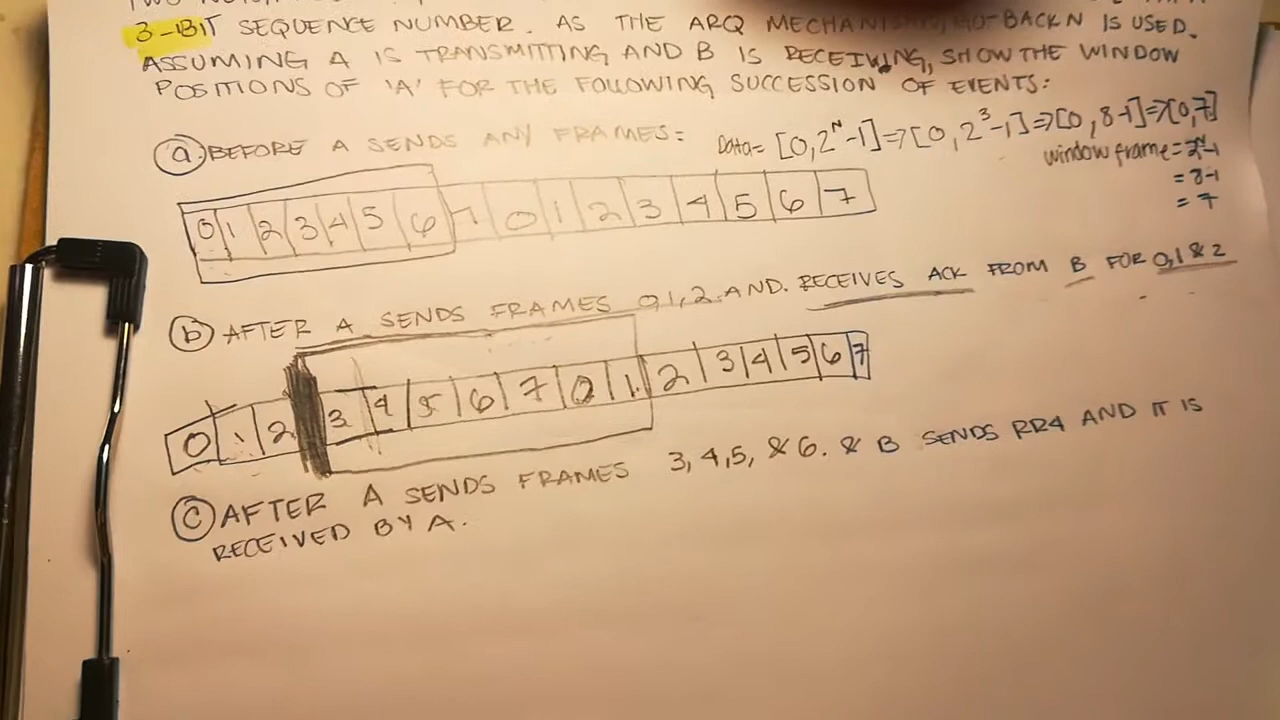 3-BIT SEQUENCE NUMBER. AS THE ARQ MECHANISM, GO-BACK N IS USED.
ASSUMING A IS TRANSMITTING AND B IS RECEIVING, SHOW THE WINDOW
POSITIONS OF 'A' FOR THE FOLLOWING SUCCESSION OF EVENTS:
(a) BEFORE A SENDS ANY FRAMES:
Data= [0,2^N-1]=>[0,2^3-1]=>[0,8-1]=>[0,7]
window frame=2^N-1
= 8-1
= 7
0 1 2 3 4 5 6 7 0 1 2 3 4 5 6 7
(b) AFTER A SENDS FRAMES 0,1,2 AND. RECEIVES ACK FROM B FOR 0,1 & 2
0 1 2 3 4 5 6 7 0 1 2 3 4 5 6 7
(c) AFTER A SENDS FRAMES 3,4,5, & 6. & B SENDS RR4 AND IT IS
RECEIVED BY A.